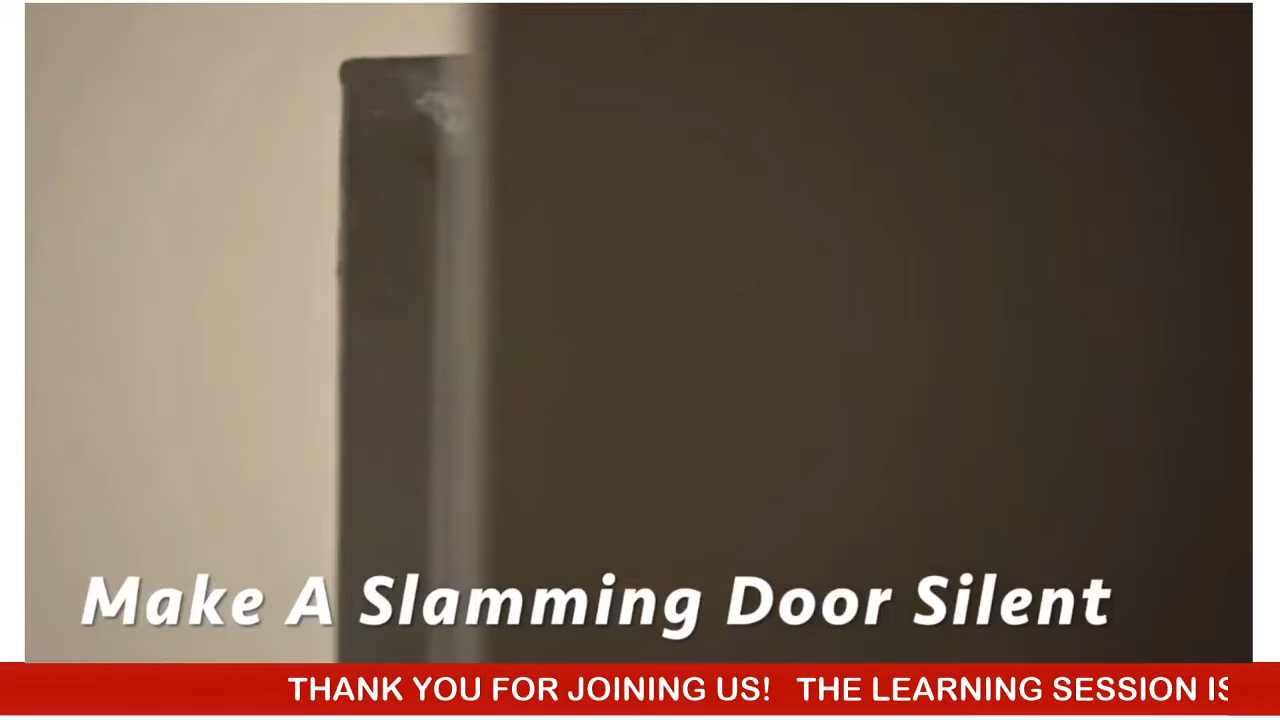 Make A Slamming Door Silent
THANK YOU FOR JOINING US! THE LEARNING SESSION